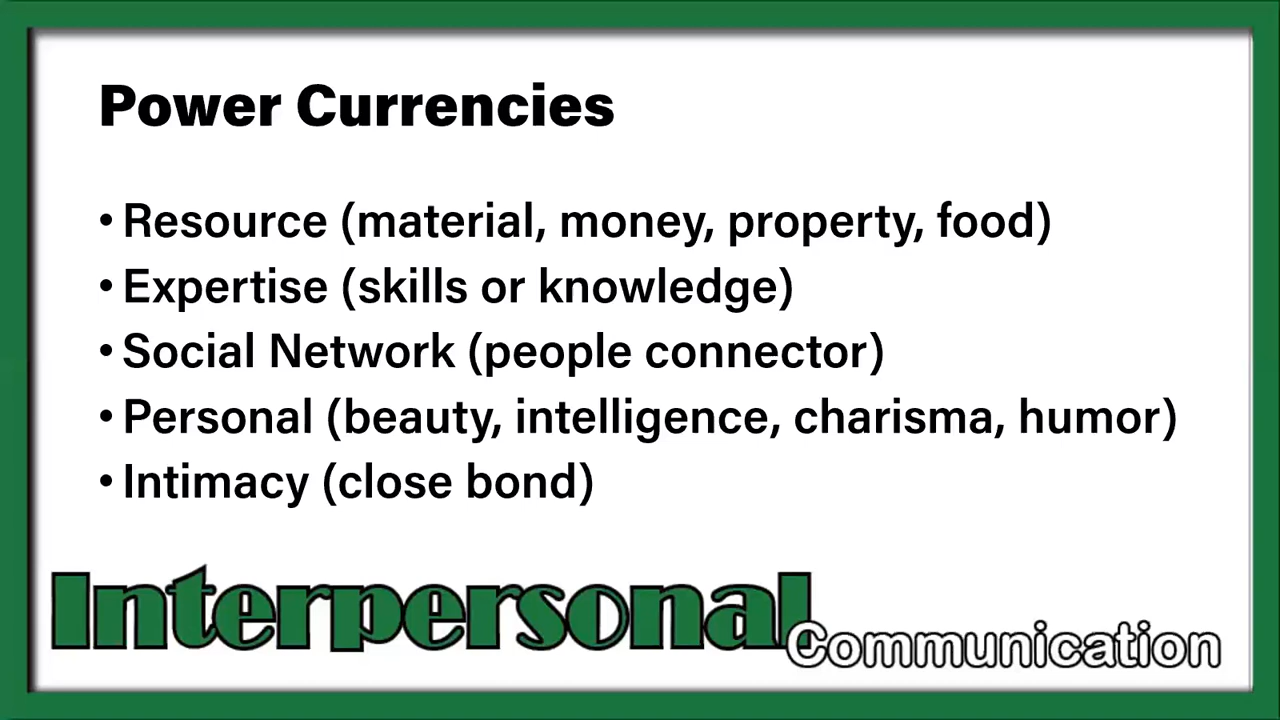 Power Currencies
• Resource (material, money, property, food)
• Expertise (skills or knowledge)
• Social Network (people connector)
• Personal (beauty, intelligence, charisma, humor)
• Intimacy (close bond)
Interpersonal
Communication